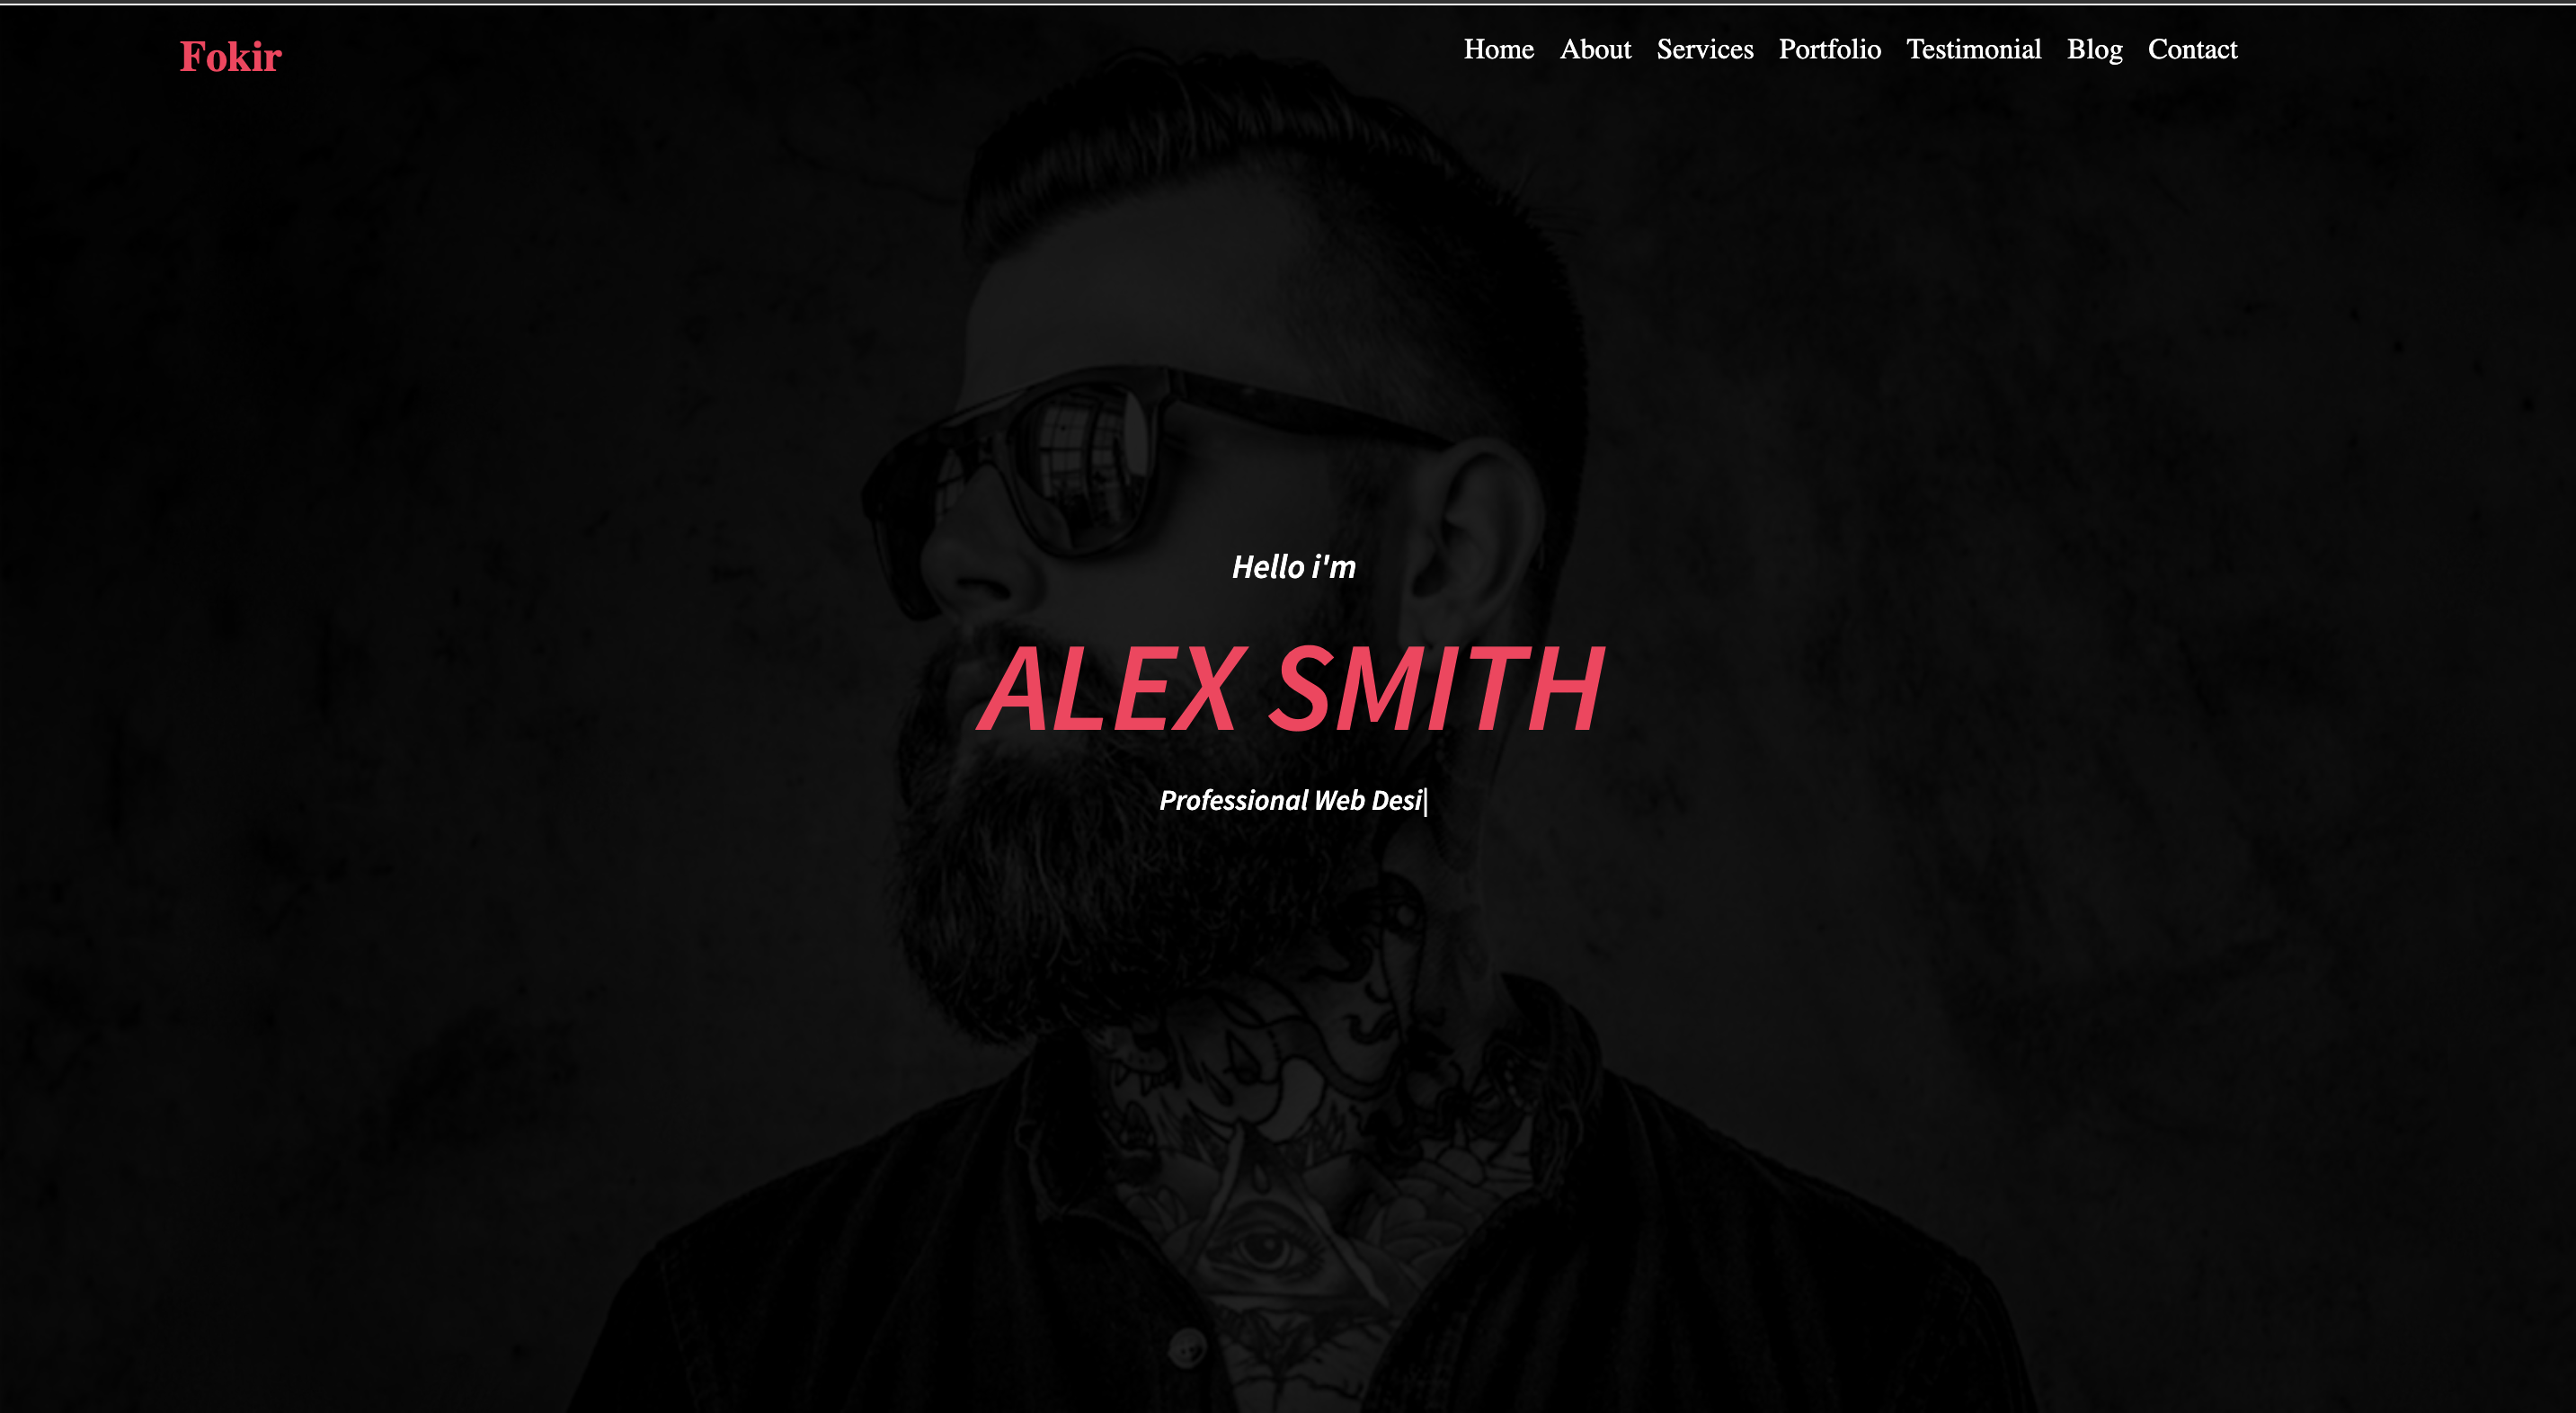 Fokir
Home About Services Portfolio Testimonial Blog Contact
Hello i'm
ALEX SMITH
Professional Web Desi|